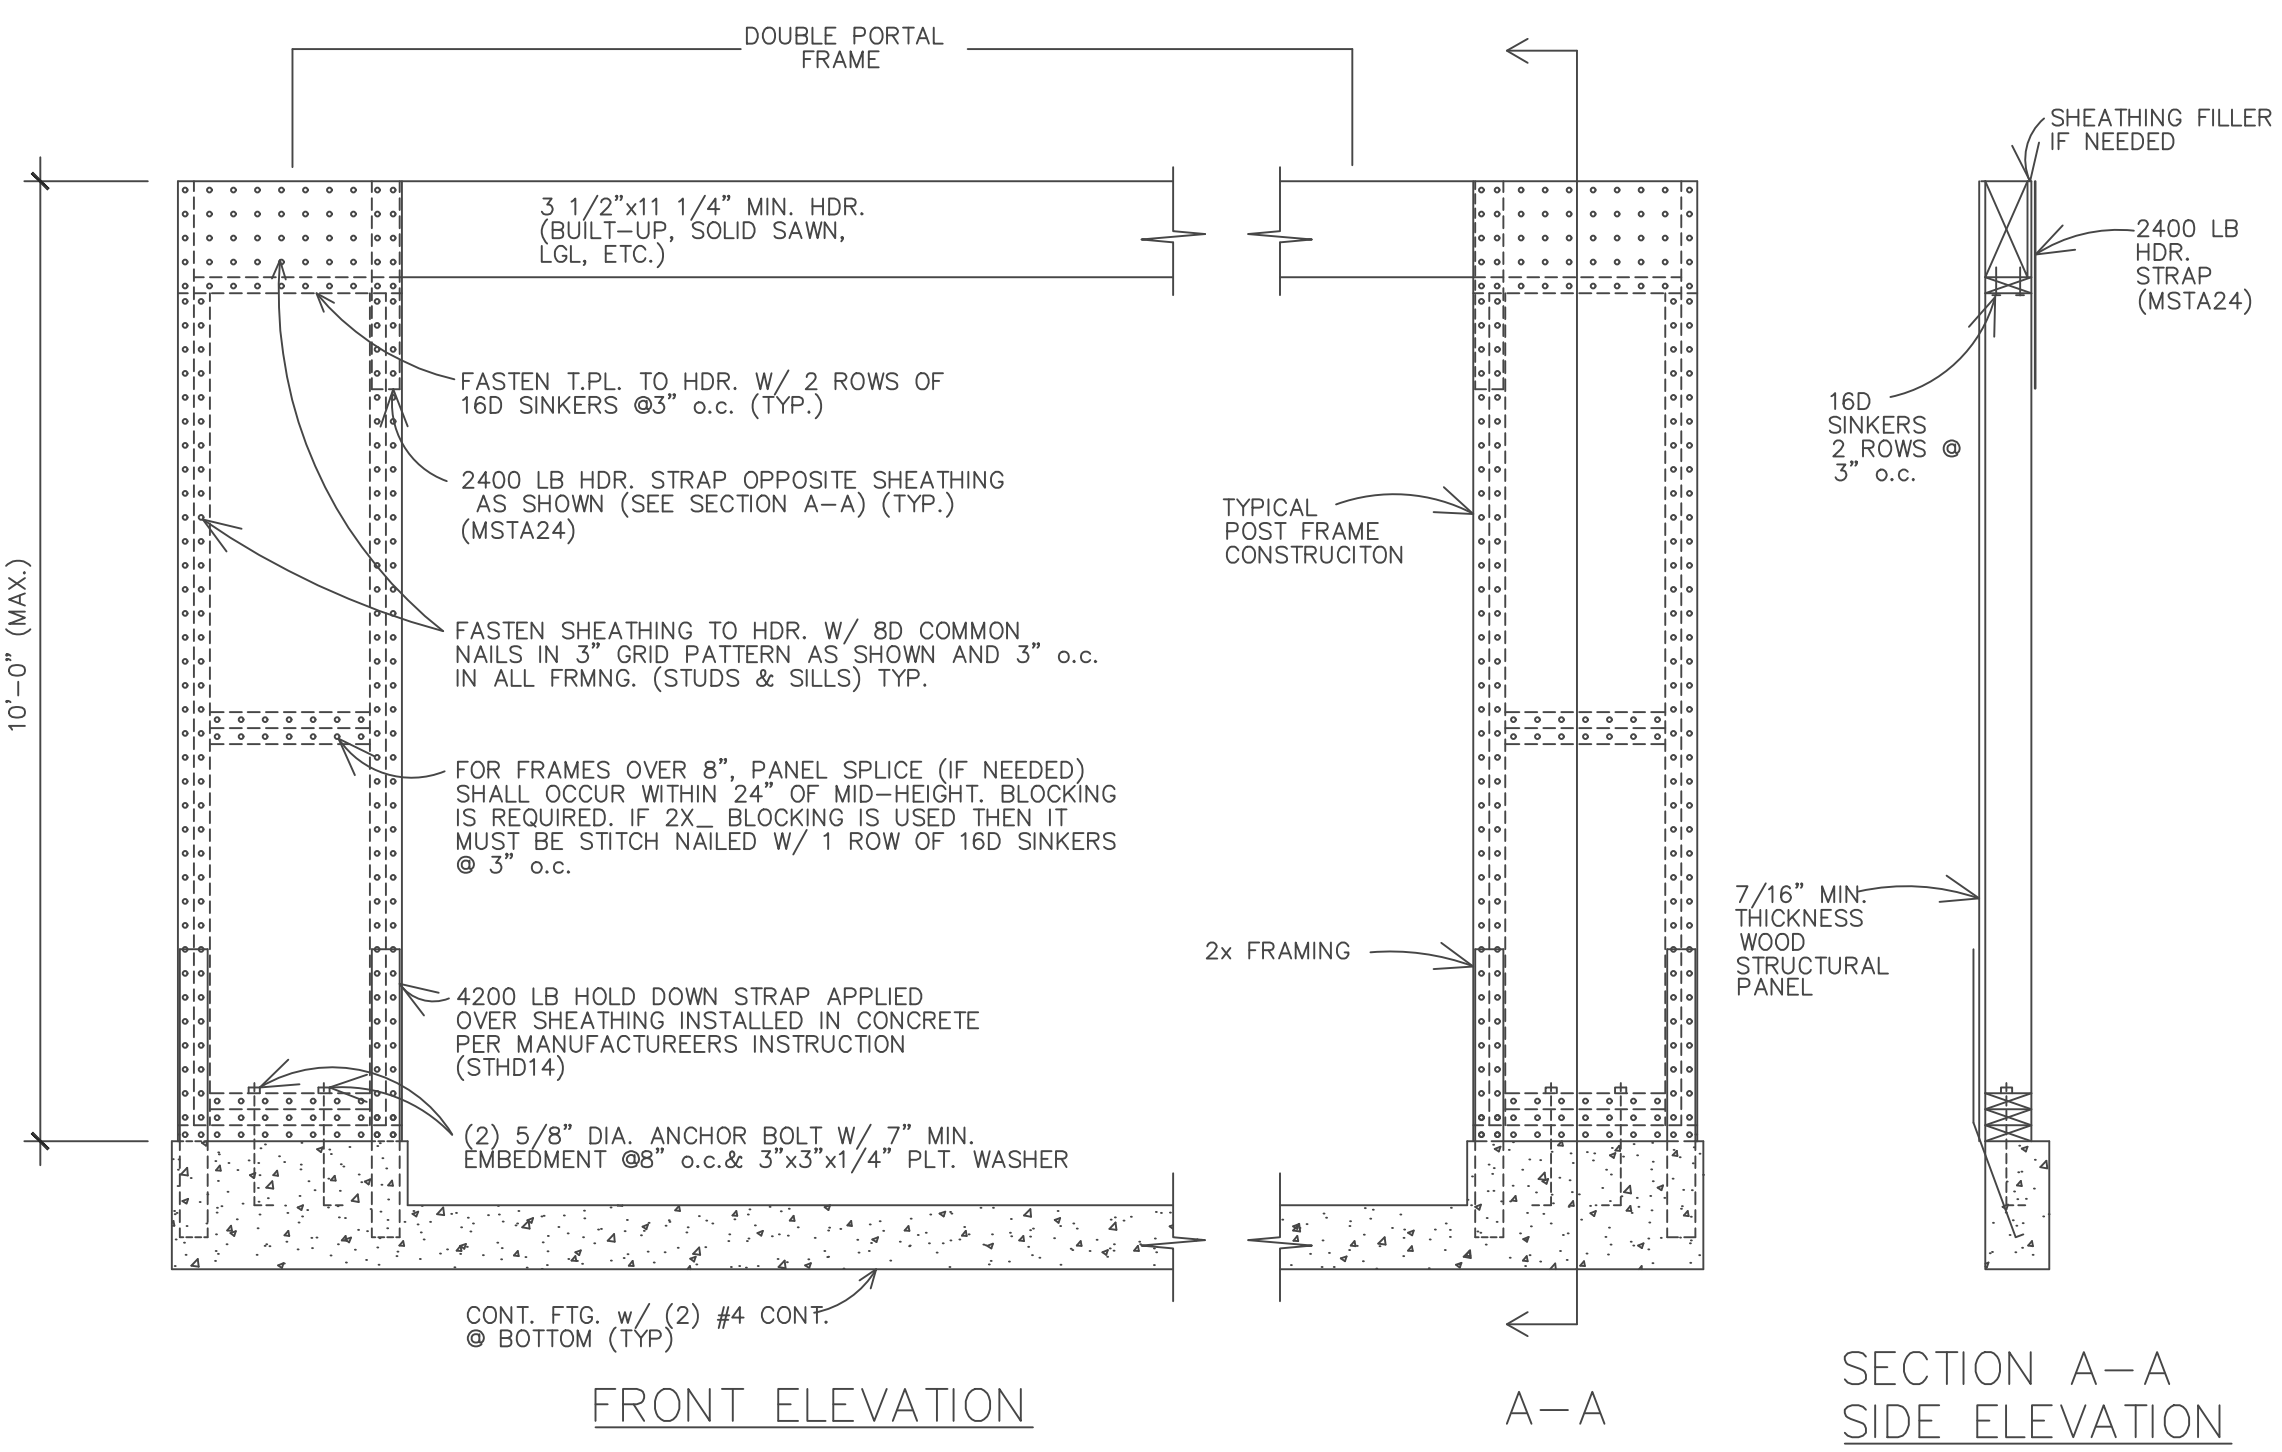 DOUBLE PORTAL
FRAME
SHEATHING FILLER
IF NEEDED
3 1/2"x11 1/4" MIN. HDR.
(BUILT-UP, SOLID SAWN,
LGL, ETC.)
2400 LB
HDR.
STRAP
(MSTA24)
FASTEN T.PL. TO HDR. W/ 2 ROWS OF
16D SINKERS @3" o.c. (TYP.)
16D
SINKERS
2 ROWS @
3" o.c.
2400 LB HDR. STRAP OPPOSITE SHEATHING
AS SHOWN (SEE SECTION A-A) (TYP.)
(MSTA24)
TYPICAL
POST FRAME
CONSTRUCITON
10'-0" (MAX.)
FASTEN SHEATHING TO HDR. W/ 8D COMMON
NAILS IN 3" GRID PATTERN AS SHOWN AND 3" o.c.
IN ALL FRMNG. (STUDS & SILLS) TYP.
FOR FRAMES OVER 8", PANEL SPLICE (IF NEEDED)
SHALL OCCUR WITHIN 24" OF MID-HEIGHT. BLOCKING
IS REQUIRED. IF 2X_ BLOCKING IS USED THEN IT
MUST BE STITCH NAILED W/ 1 ROW OF 16D SINKERS
@ 3" o.c.
7/16" MIN.
THICKNESS
WOOD
STRUCTURAL
PANEL
2x FRAMING
4200 LB HOLD DOWN STRAP APPLIED
OVER SHEATHING INSTALLED IN CONCRETE
PER MANUFACTUREERS INSTRUCTION
(STHD14)
(2) 5/8" DIA. ANCHOR BOLT W/ 7" MIN.
EMBEDMENT @8" o.c.& 3"x3"x1/4" PLT. WASHER
CONT. FTG. w/ (2) #4 CONT.
@ BOTTOM (TYP)
FRONT ELEVATION
A-A
SECTION A-A
SIDE ELEVATION